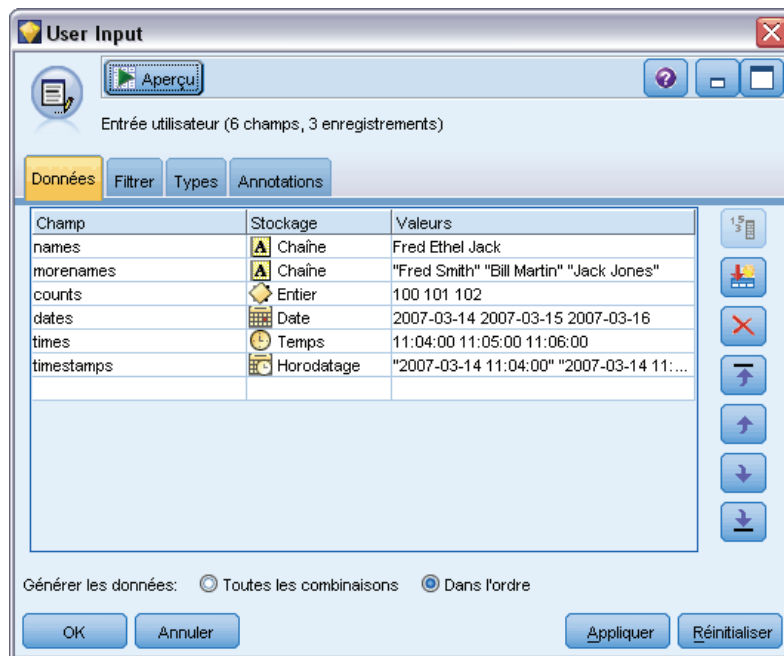 User Input
Aperçu
Entrée utilisateur (6 champs, 3 enregistrements)
Données Filtrer Types Annotations
Champ Stockage Valeurs
names A Chaîne Fred Ethel Jack
morenames A Chaîne "Fred Smith" "Bill Martin" "Jack Jones"
counts Entier 100 101 102
dates Date 2007-03-14 2007-03-15 2007-03-16
times Temps 11:04:00 11:05:00 11:06:00
timestamps Horodatage "2007-03-14 11:04:00" "2007-03-14 11:...
Générer les données: Toutes les combinaisons Dans l'ordre
OK Annuler Appliquer Réinitialiser